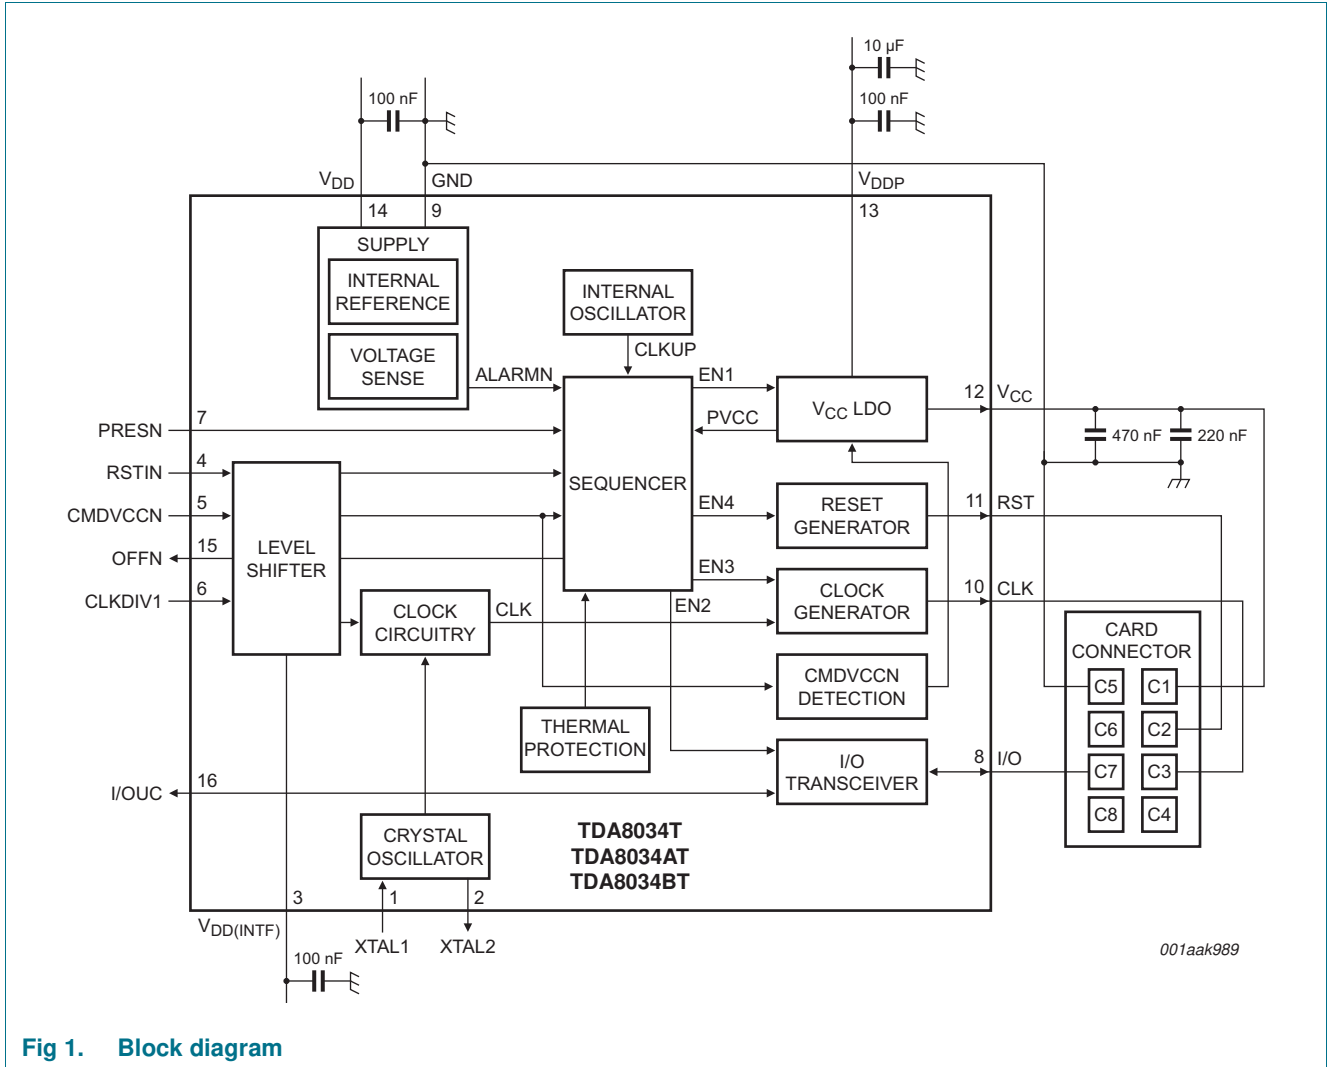 10 µF
100 nF
100 nF
VDD
GND
VDDP
14
9
13
SUPPLY
INTERNAL
REFERENCE
VOLTAGE
SENSE
INTERNAL
OSCILLATOR
CLKUP
ALARMN
EN1
VCC LDO
12
VCC
PVCC
470 nF
220 nF
7
PRESN
4
RSTIN
5
CMDVCCN
15
OFFN
6
CLKDIV1
LEVEL
SHIFTER
SEQUENCER
EN4
RESET
GENERATOR
11
RST
EN3
EN2
CLOCK
GENERATOR
10
CLK
CLOCK
CIRCUITRY
CLK
CARD
CONNECTOR
CMDVCCN
DETECTION
C5
C1
C6
C2
C7
C3
C8
C4
THERMAL
PROTECTION
I/O
TRANSCEIVER
8
I/O
16
I/OUC
CRYSTAL
OSCILLATOR
TDA8034T
TDA8034AT
TDA8034BT
3
1
2
VDD(INTF)
XTAL1
XTAL2
100 nF
001aak989
Fig 1. Block diagram